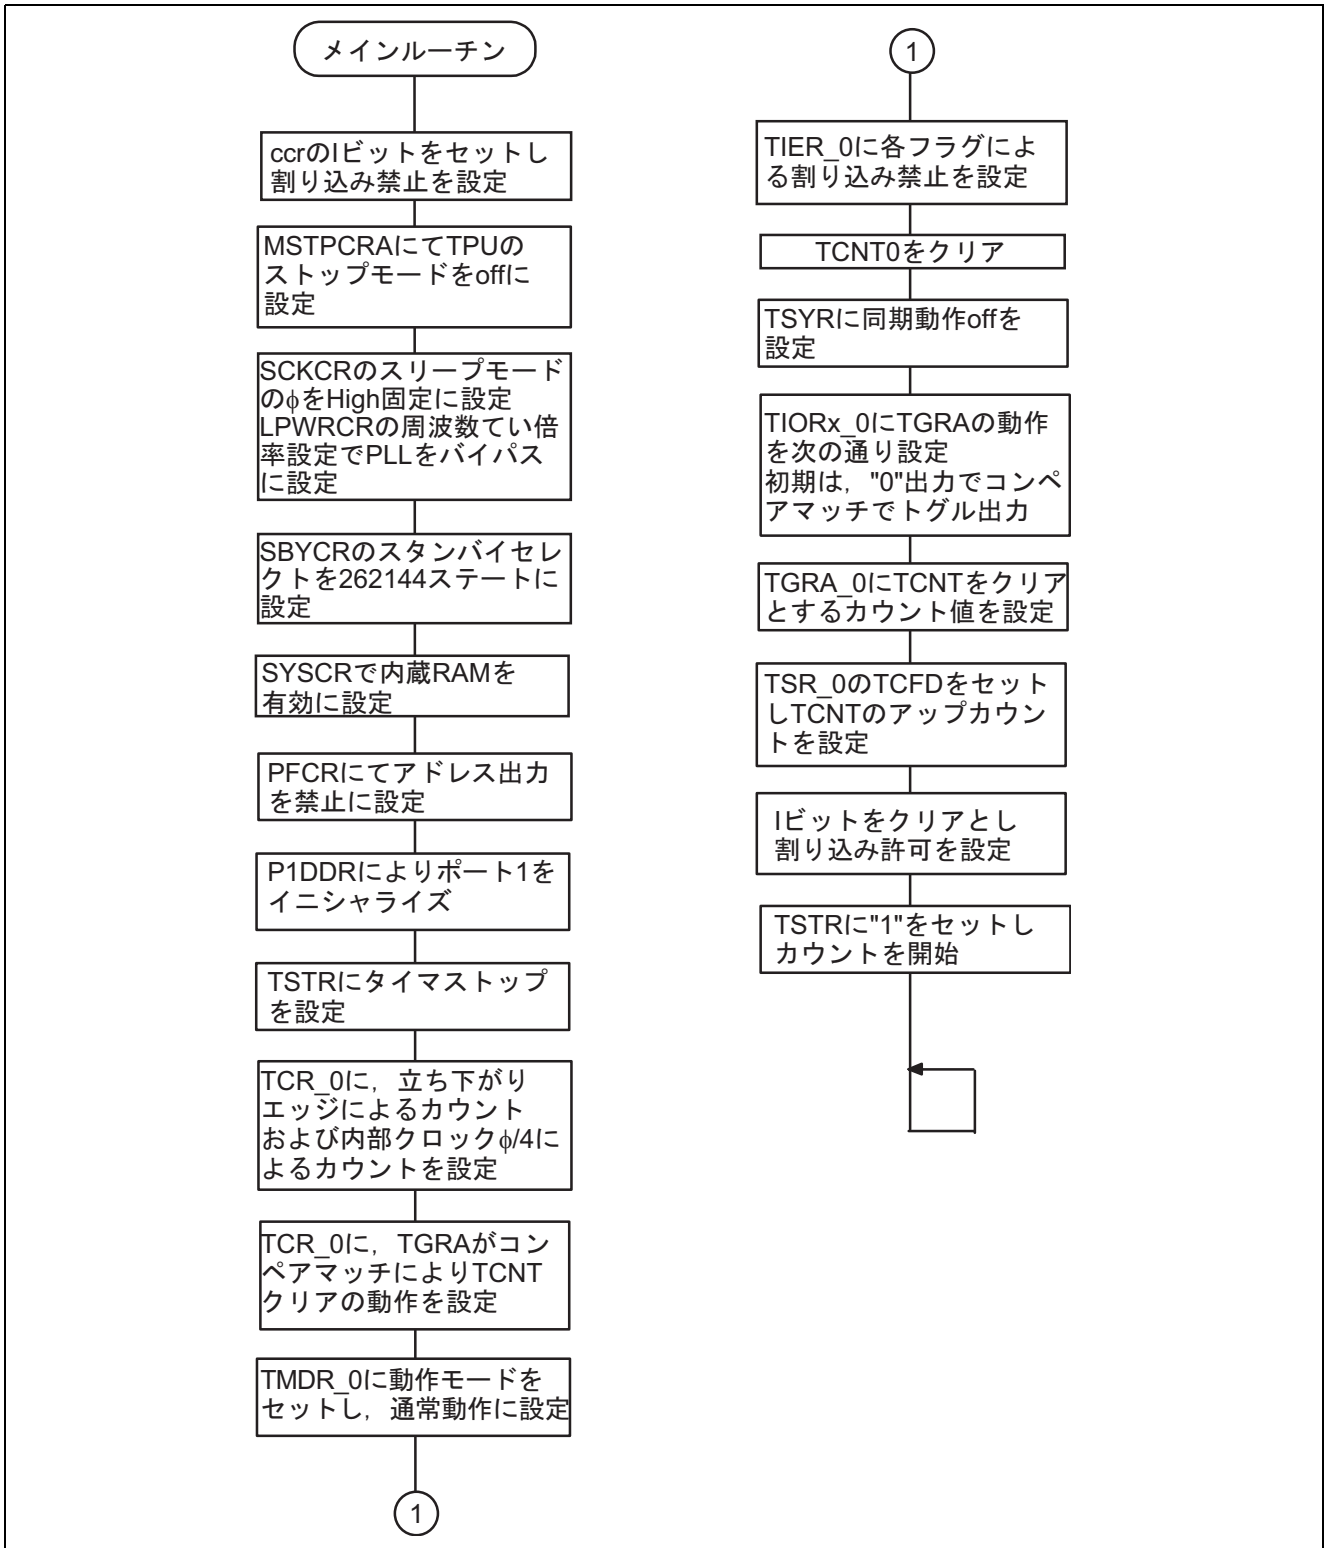 メインルーチン
ccrのIビットをセットし
割り込み禁止を設定
MSTPCRAにてTPUの
ストップモードをoffに
設定
SCKCRのスリープモード
のφをHigh固定に設定
LPWRCRの周波数てい倍
率設定でPLLをバイパス
に設定
SBYCRのスタンバイセレ
クトを262144ステートに
設定
SYSCRで内蔵RAMを
有効に設定
PFCRにてアドレス出力
を禁止に設定
P1DDRによりポート1を
イニシャライズ
TSTRにタイマストップ
を設定
TCR_0に，立ち下がり
エッジによるカウント
および内部クロックφ/4に
よるカウントを設定
TCR_0に，TGRAがコン
ペアマッチによりTCNT
クリアの動作を設定
TMDR_0に動作モードを
セットし，通常動作に設定
1
1
TIER_0に各フラグによ
る割り込み禁止を設定
TCNT0をクリア
TSYRに同期動作offを
設定
TIORx_0にTGRAの動作
を次の通り設定
初期は，"0"出力でコンペ
アマッチでトグル出力
TGRA_0にTCNTをクリア
とするカウント値を設定
TSR_0のTCFDをセット
しTCNTのアップカウン
トを設定
Iビットをクリアとし
割り込み許可を設定
TSTRに"1"をセットし
カウントを開始